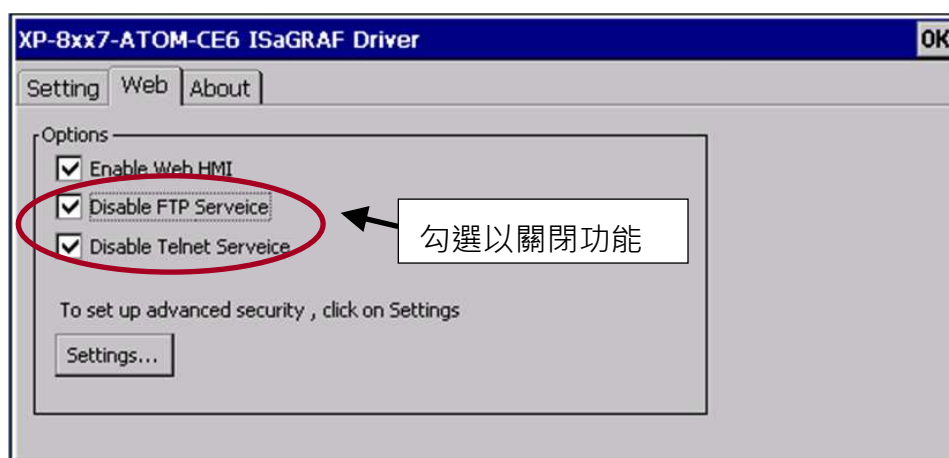 XP-8xx7-ATOM-CE6 ISaGRAF Driver
OK
Setting Web About
Options
Enable Web HMI
Disable FTP Serveice
Disable Telnet Serveice
勾選以關閉功能
To set up advanced security , click on Settings
Settings...